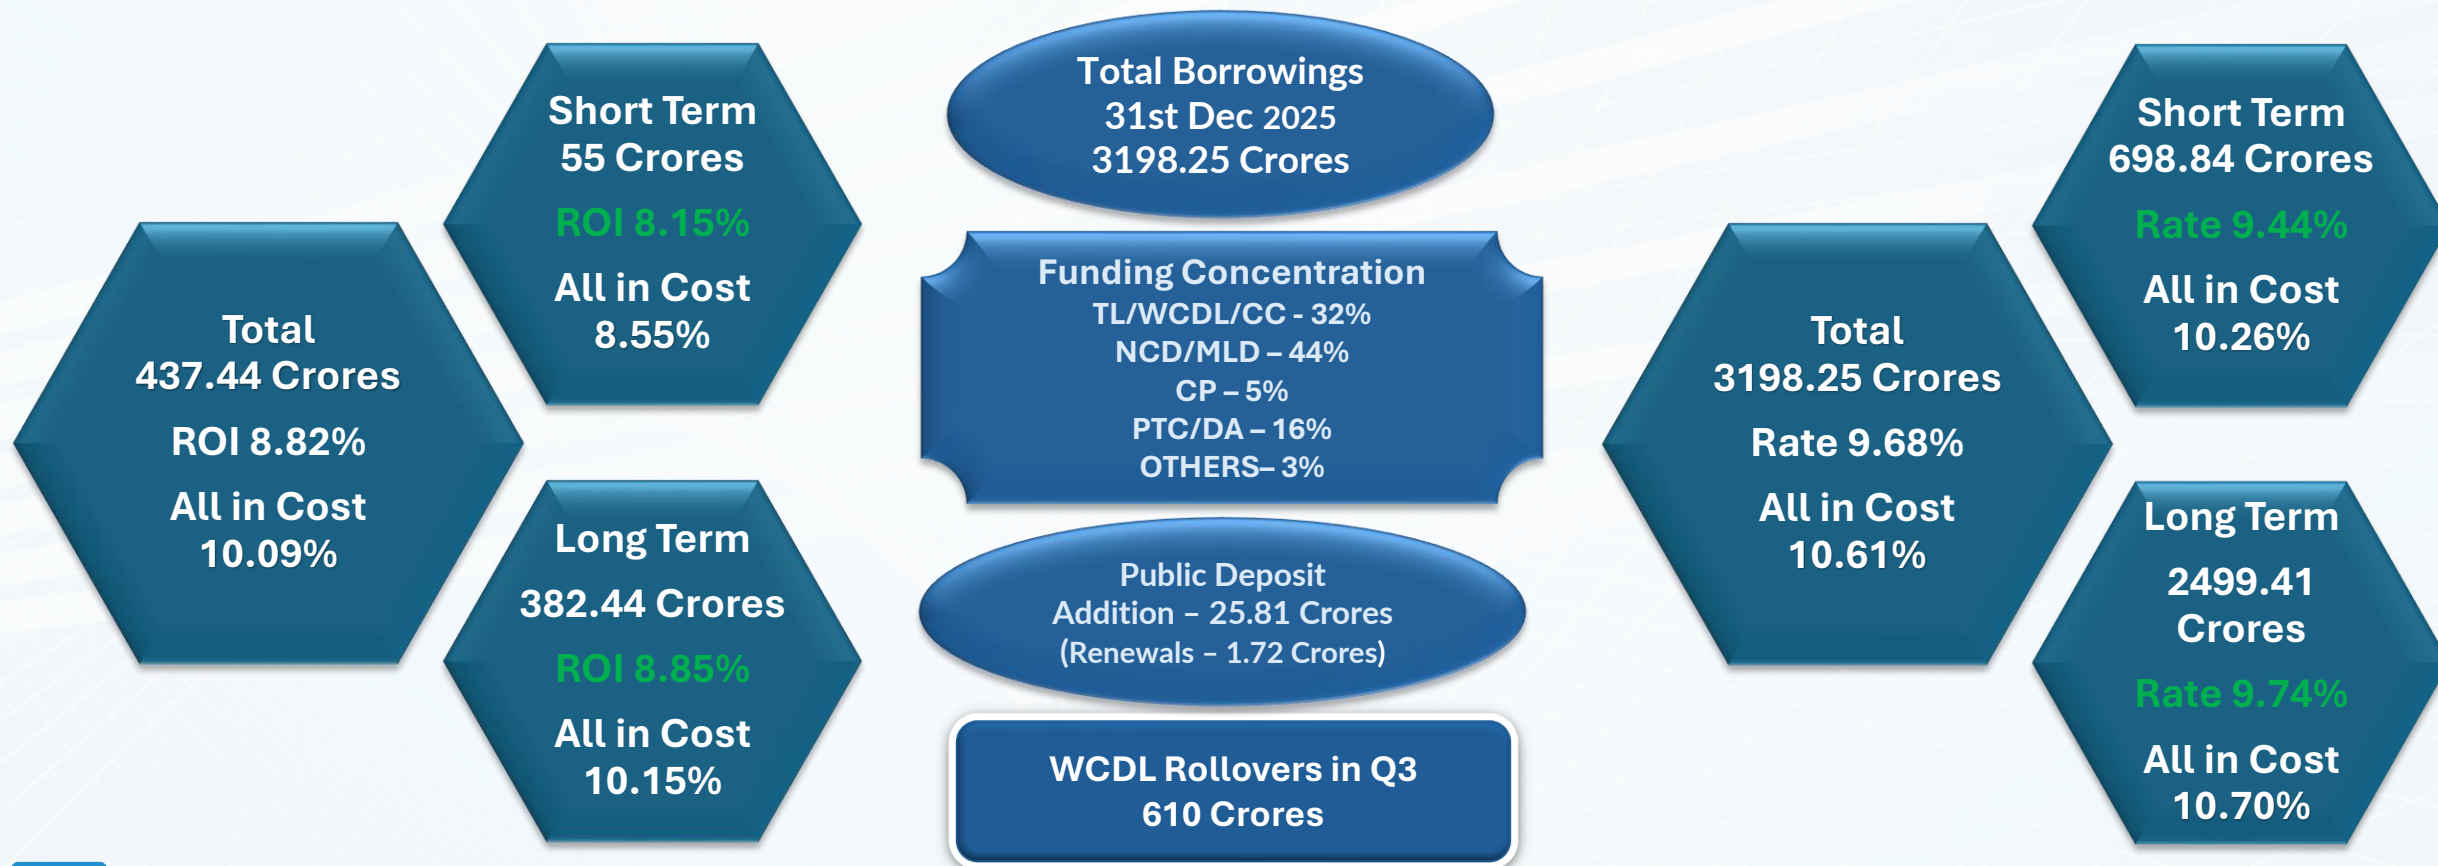 Total
437.44 Crores
ROI 8.82%
All in Cost
10.09%
Short Term
55 Crores
ROI 8.15%
All in Cost
8.55%
Long Term
382.44 Crores
ROI 8.85%
All in Cost
10.15%
Total Borrowings
31st Dec 2025
3198.25 Crores
Funding Concentration
TL/WCDL/CC - 32%
NCD/MLD – 44%
CP – 5%
PTC/DA – 16%
OTHERS– 3%
Public Deposit
Addition – 25.81 Crores
(Renewals – 1.72 Crores)
WCDL Rollovers in Q3
610 Crores
Total
3198.25 Crores
Rate 9.68%
All in Cost
10.61%
Short Term
698.84 Crores
Rate 9.44%
All in Cost
10.26%
Long Term
2499.41
Crores
Rate 9.74%
All in Cost
10.70%